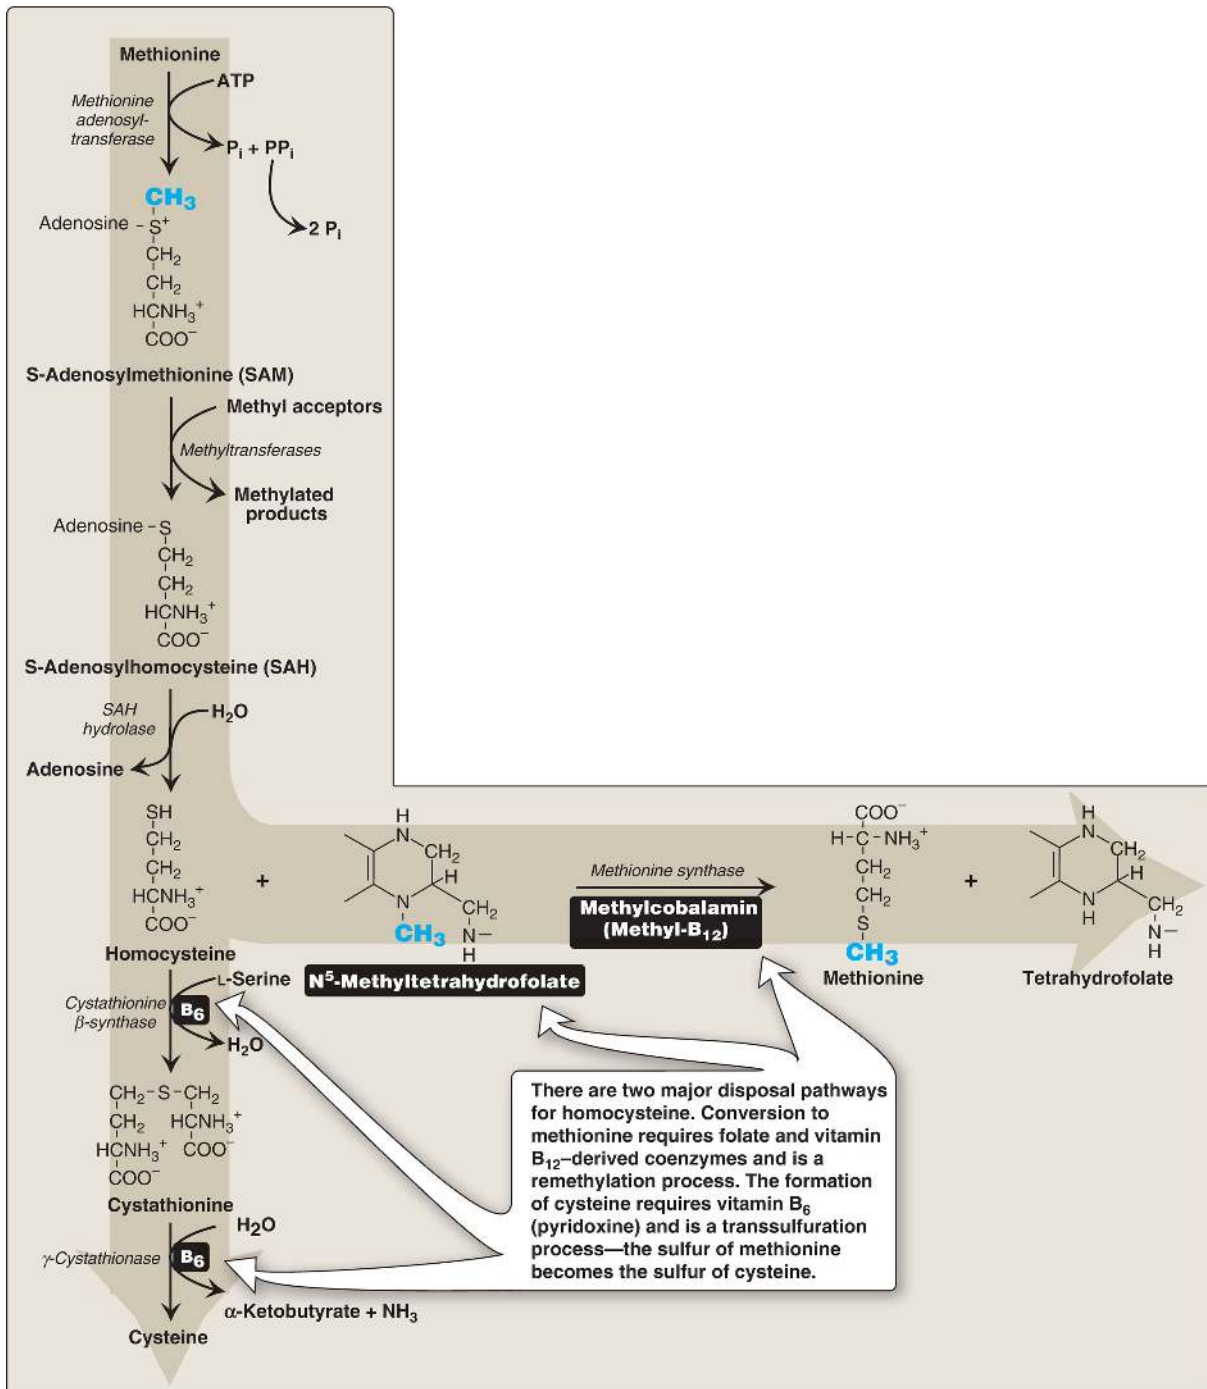 Methionine
ATP
Methionine
adenosyl-
transferase
Pi + PPi
2 Pi
CH3
Adenosine - S+
CH2
CH2
HCNH3+
COO−
S-Adenosylmethionine (SAM)
Methyl acceptors
Methyltransferases
Methylated
products
Adenosine - S
CH2
CH2
HCNH3+
COO−
S-Adenosylhomocysteine (SAH)
SAH
hydrolase
H2O
Adenosine
SH
CH2
CH2
HCNH3+
COO−
Homocysteine
+
H
N
CH2
H
N
CH2
CH3
N–
H
N5-Methyltetrahydrofolate
Methionine synthase
Methylcobalamin
(Methyl-B12)
COO−
H-C-NH3+
CH2
CH2
S
CH3
Methionine
+
H
N
CH2
H
N
H
CH2
N–
H
Tetrahydrofolate
L-Serine
Cystathionine
β-synthase
B6
H2O
CH2-S-CH2
CH2 HCNH3+
HCNH3+ COO−
COO−
Cystathionine
H2O
γ-Cystathionase
B6
α-Ketobutyrate + NH3
Cysteine
There are two major disposal pathways
for homocysteine. Conversion to
methionine requires folate and vitamin
B12–derived coenzymes and is a
remethylation process. The formation
of cysteine requires vitamin B6
(pyridoxine) and is a transsulfuration
process—the sulfur of methionine
becomes the sulfur of cysteine.